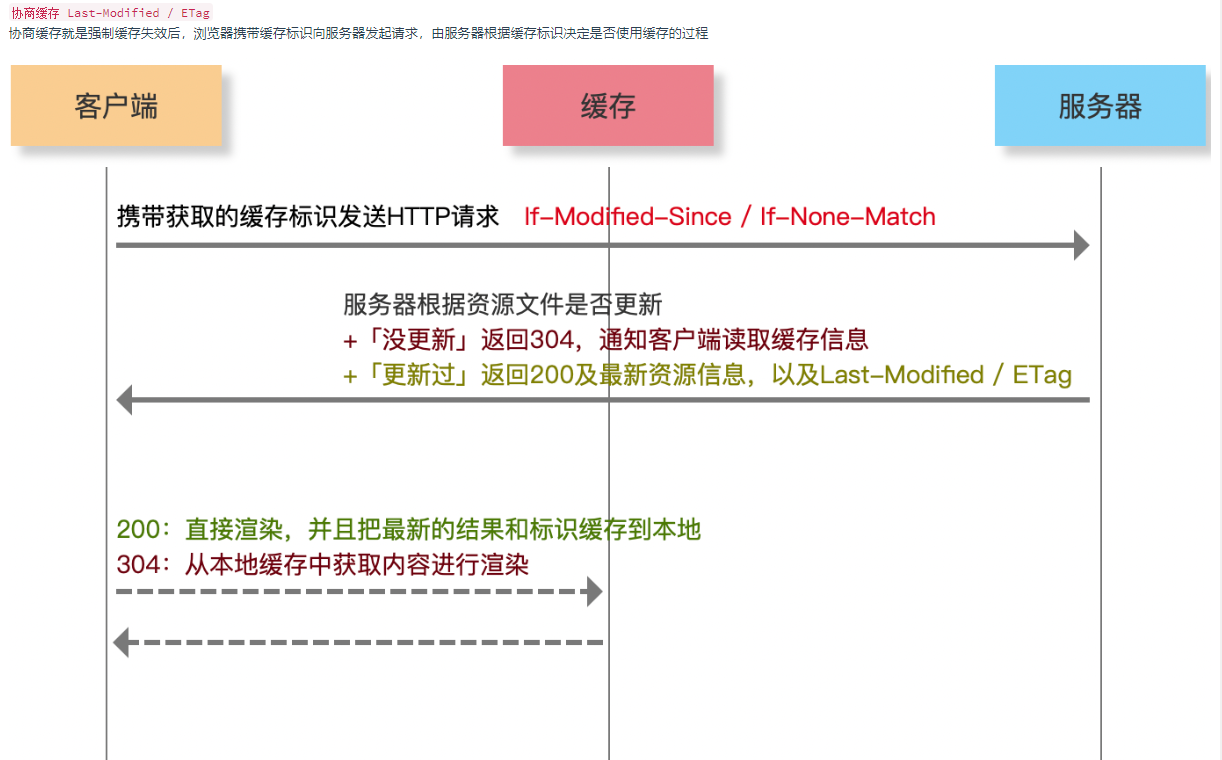 协商缓存 Last-Modified / ETag
协商缓存就是强制缓存失效后，浏览器携带缓存标识向服务器发起请求，由服务器根据缓存标识决定是否使用缓存的过程
客户端
缓存
服务器
携带获取的缓存标识发送HTTP请求 If-Modified-Since / If-None-Match
服务器根据资源文件是否更新
+「没更新」返回304，通知客户端读取缓存信息
+「更新过」返回200及最新资源信息，以及Last-Modified / ETag
200：直接渲染，并且把最新的结果和标识缓存到本地
304：从本地缓存中获取内容进行渲染